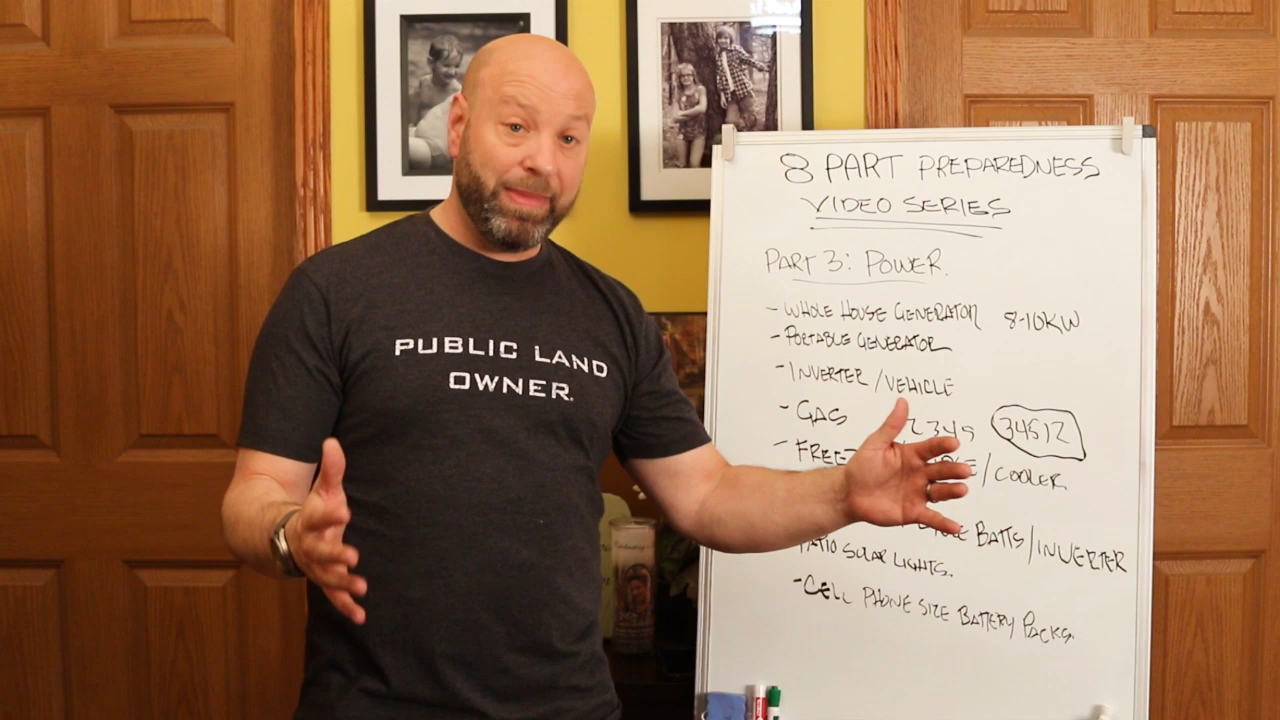 PUBLIC LAND
OWNER.
8 PART PREPAREDNESS
VIDEO SERIES
PART 3: POWER.
- WHOLE HOUSE GENERATOR 8-10KW
- PORTABLE GENERATOR
- INVERTER/VEHICLE
- GAS 34512
/COOLER
BATTS/INVERTER
PATIO SOLAR LIGHTS.
- CELL PHONE SIZE BATTERY PACKS.